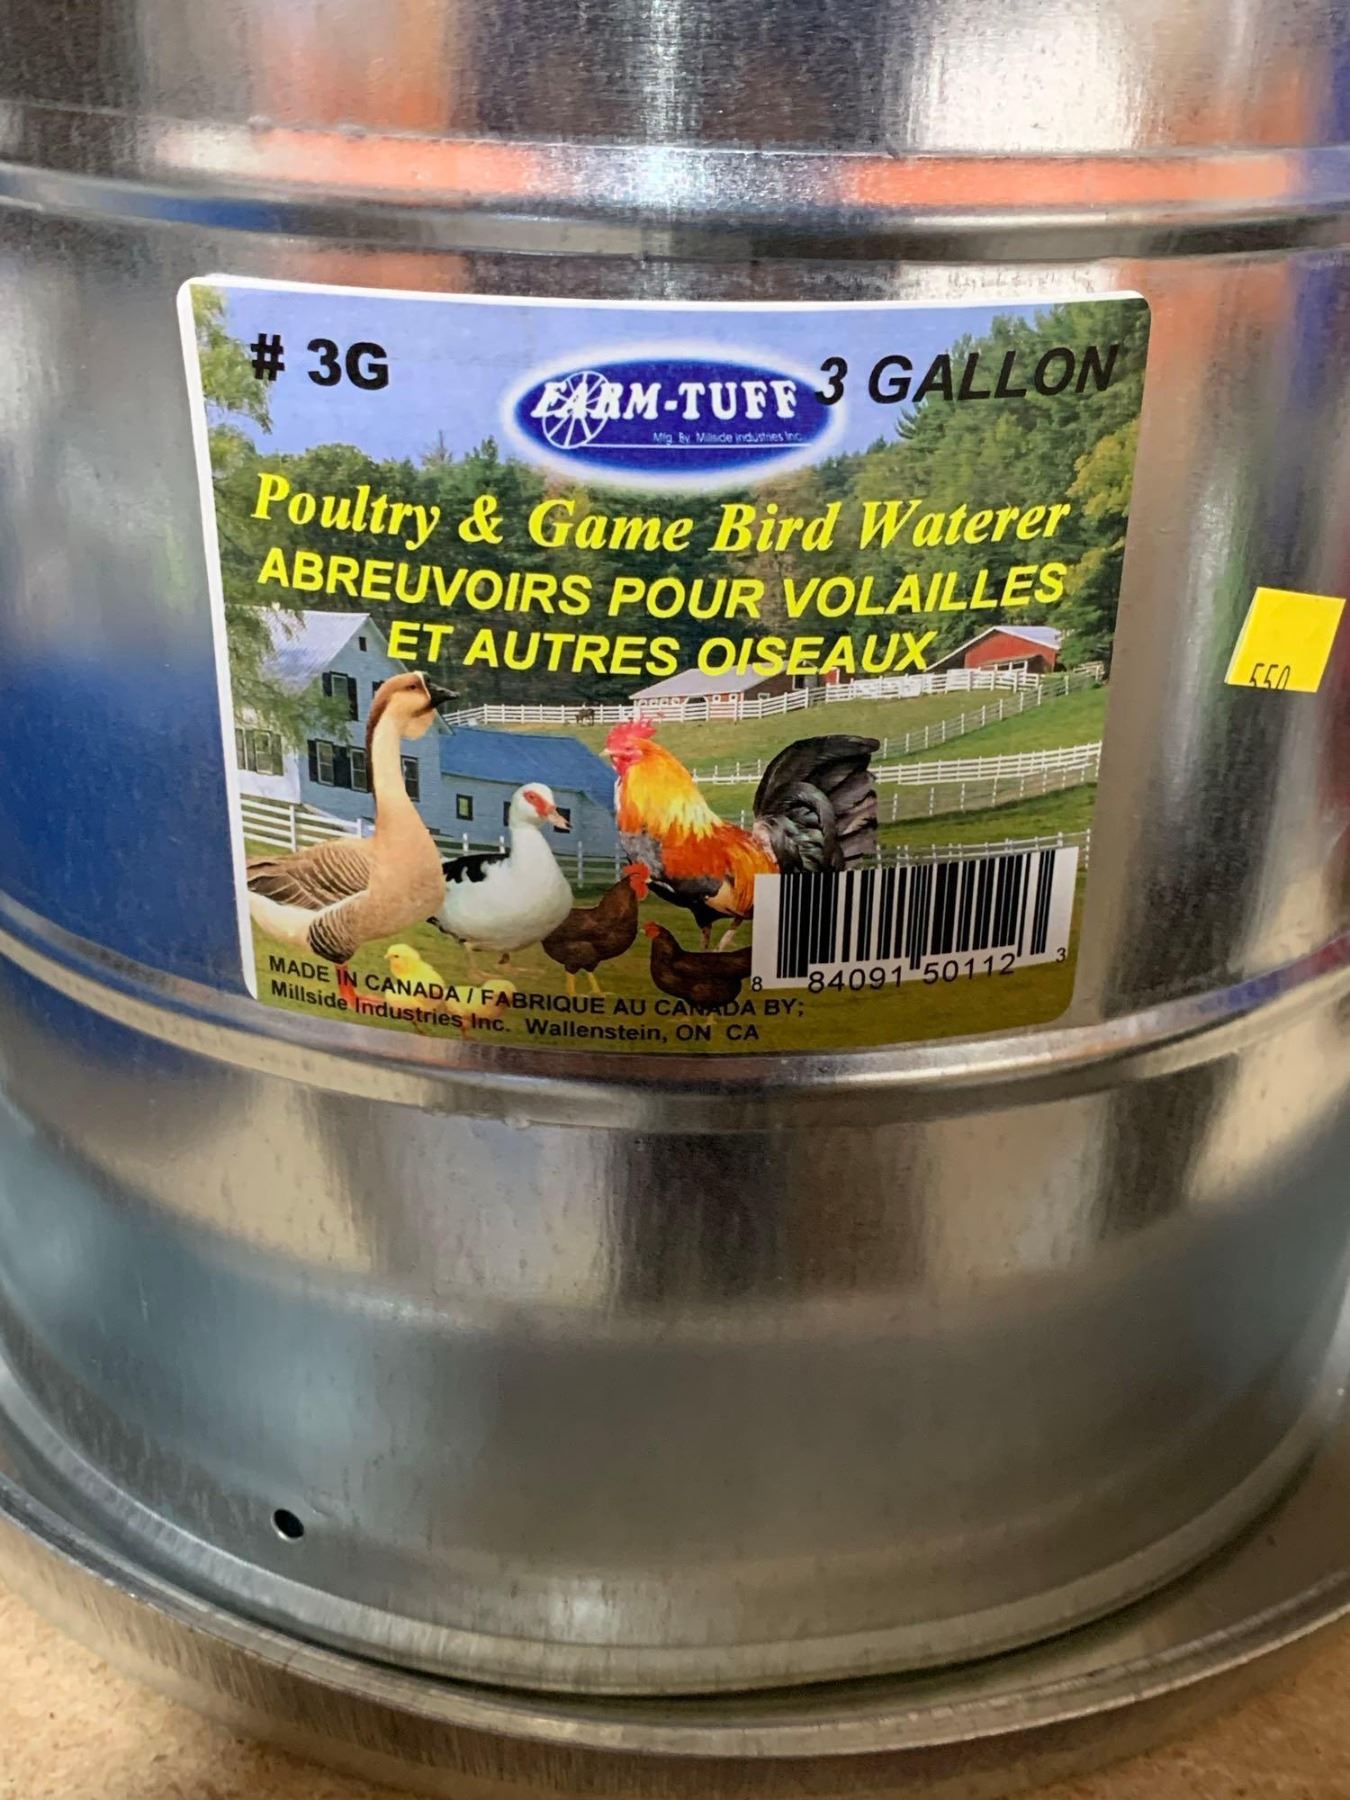 # 3G
FARM-TUFF
Mfg. By Millside Industries Inc.
3 GALLON
Poultry & Game Bird Waterer
ABREUVOIRS POUR VOLAILLES
ET AUTRES OISEAUX
8 84091 50112 3
MADE IN CANADA / FABRIQUE AU CANADA BY;
Millside Industries Inc. Wallenstein, ON CA